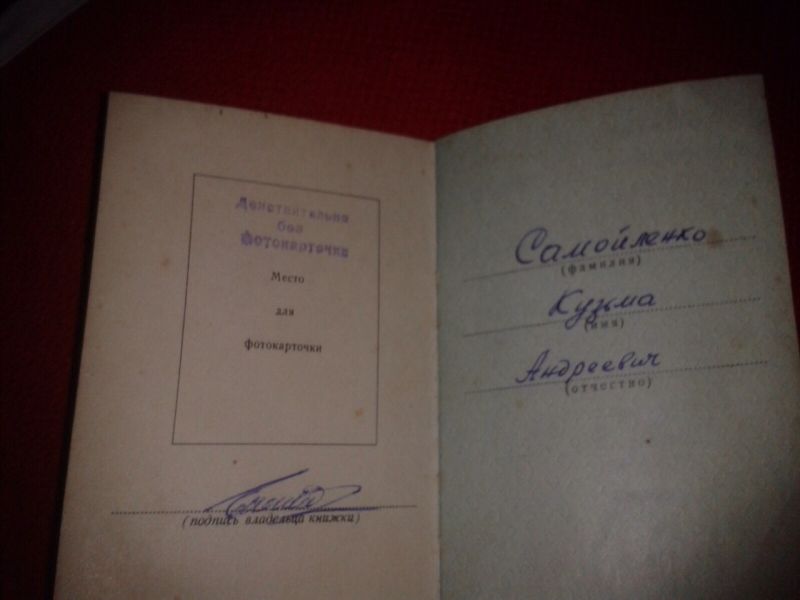 Действительно
без
фотокарточки
Место
для
фотокарточки
(подпись владельца книжки)
Самойленко
(фамилия)
Кузьма
(имя)
Андреевич
(отчество)